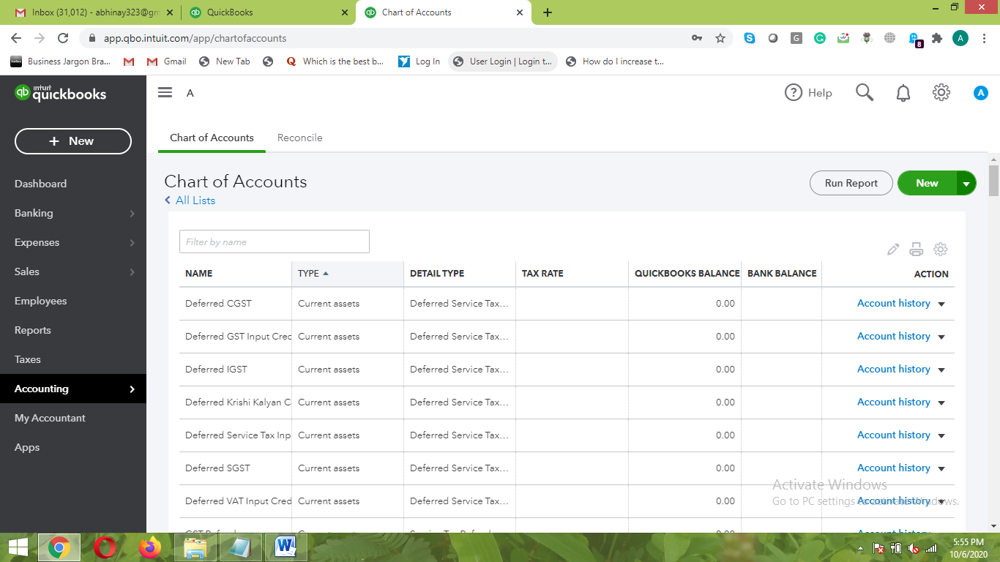 Inbox (31,012) - abhinay323@gm
QuickBooks
Chart of Accounts
app.qbo.intuit.com/app/chartofaccounts
8
A
Business Jargon Bra...
Gmail
New Tab
Which is the best b...
Log In
User Login | Login t...
How do I increase t...
intuit
quickbooks
A
Help
A
+ New
Chart of Accounts
Reconcile
Dashboard
Banking
Expenses
Sales
Employees
Reports
Taxes
Accounting
My Accountant
Apps
Chart of Accounts
All Lists
Run Report
New
Filter by name
NAME TYPE DETAIL TYPE TAX RATE QUICKBOOKS BALANCE BANK BALANCE ACTION
Deferred CGST Current assets Deferred Service Tax... 0.00 Account history
Deferred GST Input Cred Current assets Deferred Service Tax... 0.00 Account history
Deferred IGST Current assets Deferred Service Tax... 0.00 Account history
Deferred Krishi Kalyan C Current assets Deferred Service Tax... 0.00 Account history
Deferred Service Tax Inp Current assets Deferred Service Tax... 0.00 Account history
Deferred SGST Current assets Deferred Service Tax... 0.00 Account history
Activate Windows
Deferred VAT Input Cred Current assets Deferred Service Tax... 0.00 Account history
Go to PC settings to activate Windows.
5:55 PM
10/6/2020